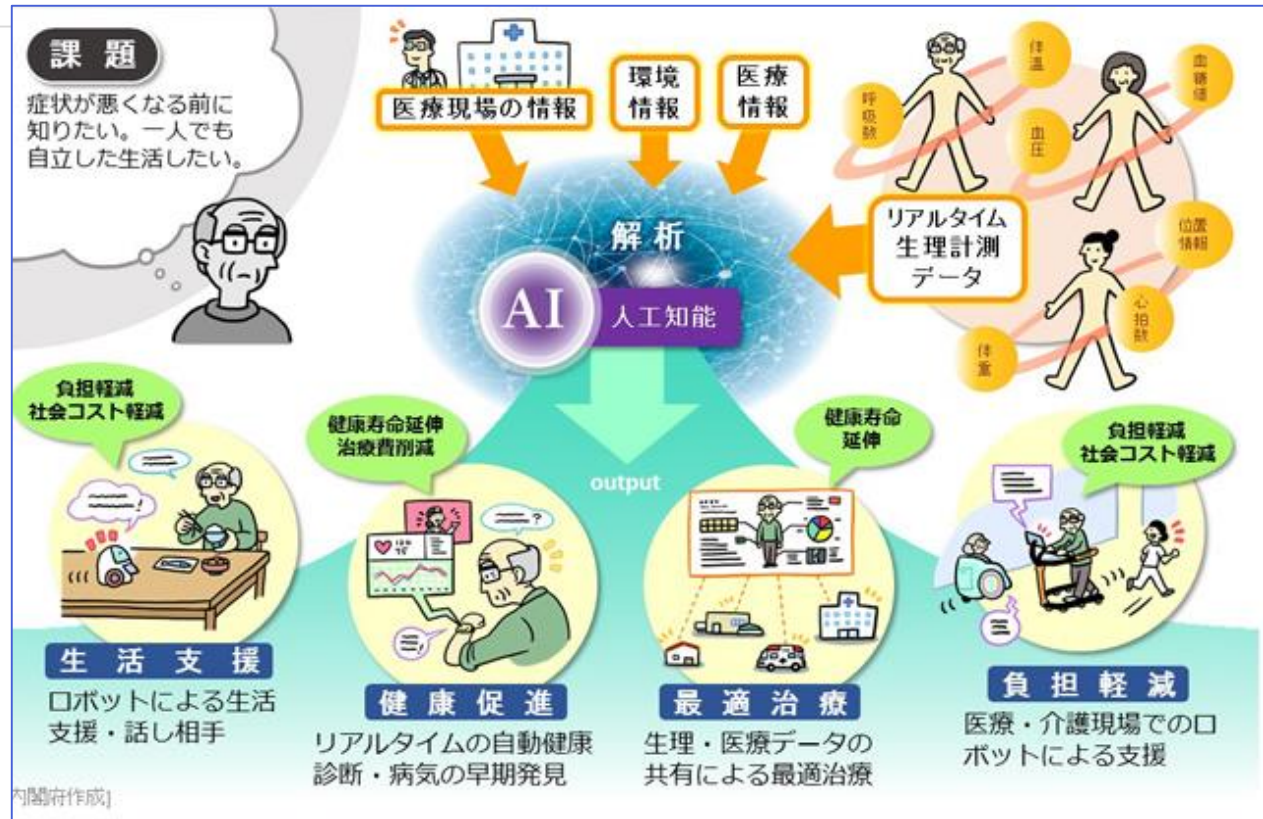 課題
症状が悪くなる前に
知りたい。一人でも
自立した生活したい。
医療現場の情報
環境
情報
医療
情報
体温
血糖値
呼吸数
血圧
リアルタイム
生理計測
データ
位置
情報
心拍数
体重
解析
AI
人工知能
output
負担軽減
社会コスト軽減
生活支援
ロボットによる生活
支援・話し相手
健康寿命延伸
治療費削減
健康促進
リアルタイムの自動健康
診断・病気の早期発見
健康寿命
延伸
最適治療
生理・医療データの
共有による最適治療
負担軽減
社会コスト軽減
負担軽減
医療・介護現場でのロ
ボットによる支援
内閣府作成]